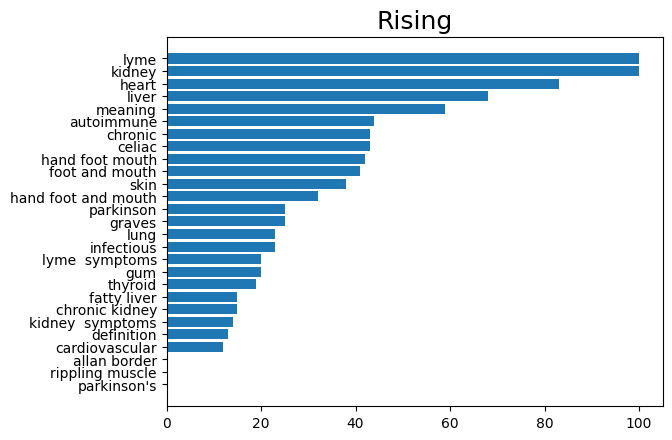 Rising
lyme
kidney
heart
liver
meaning
autoimmune
chronic
celiac
hand foot mouth
foot and mouth
skin
hand foot and mouth
parkinson
graves
lung
infectious
lyme  symptoms
gum
thyroid
fatty liver
chronic kidney
kidney  symptoms
definition
cardiovascular
allan border
rippling muscle
parkinson's
0 20 40 60 80 100